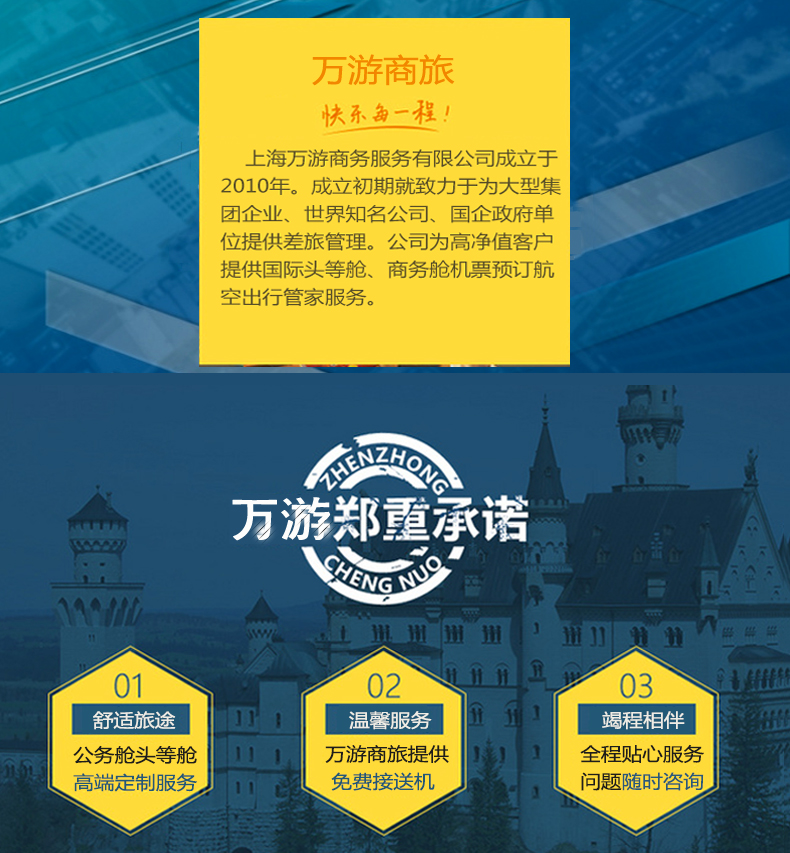 万游商旅
快乐每一程!
上海万游商务服务有限公司成立于
2010年。成立初期就致力于为大型集
团企业、世界知名公司、国企政府单
位提供差旅管理。公司为高净值客户
提供国际头等舱、商务舱机票预订航
空出行管家服务。
ZHENZHONG
万游郑重承诺
CHENG NUO
01
舒适旅途
公务舱头等舱
高端定制服务
02
温馨服务
万游商旅提供
免费接送机
03
竭程相伴
全程贴心服务
问题随时咨询